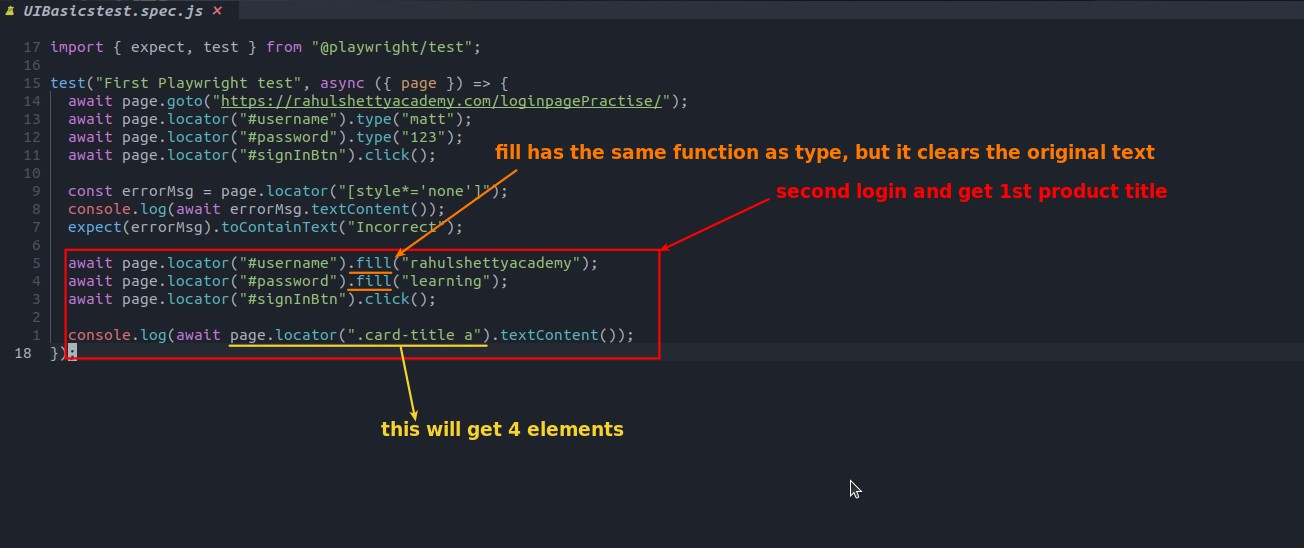 UIBasicstest.spec.js ×
17 import { expect, test } from "@playwright/test";
16
15 test("First Playwright test", async ({ page }) => {
14 await page.goto("https://rahulshettyacademy.com/loginpagePractise/");
13 await page.locator("#username").type("matt");
12 await page.locator("#password").type("123");
11 await page.locator("#signInBtn").click();
fill has the same function as type, but it clears the original text
10
9 const errorMsg = page.locator("[style*='none']");
second login and get 1st product title
8 console.log(await errorMsg.textContent());
7 expect(errorMsg).toContainText("Incorrect");
6
5 await page.locator("#username").fill("rahulshettyacademy");
4 await page.locator("#password").fill("learning");
3 await page.locator("#signInBtn").click();
2
1 console.log(await page.locator(".card-title a").textContent());
18 });
this will get 4 elements